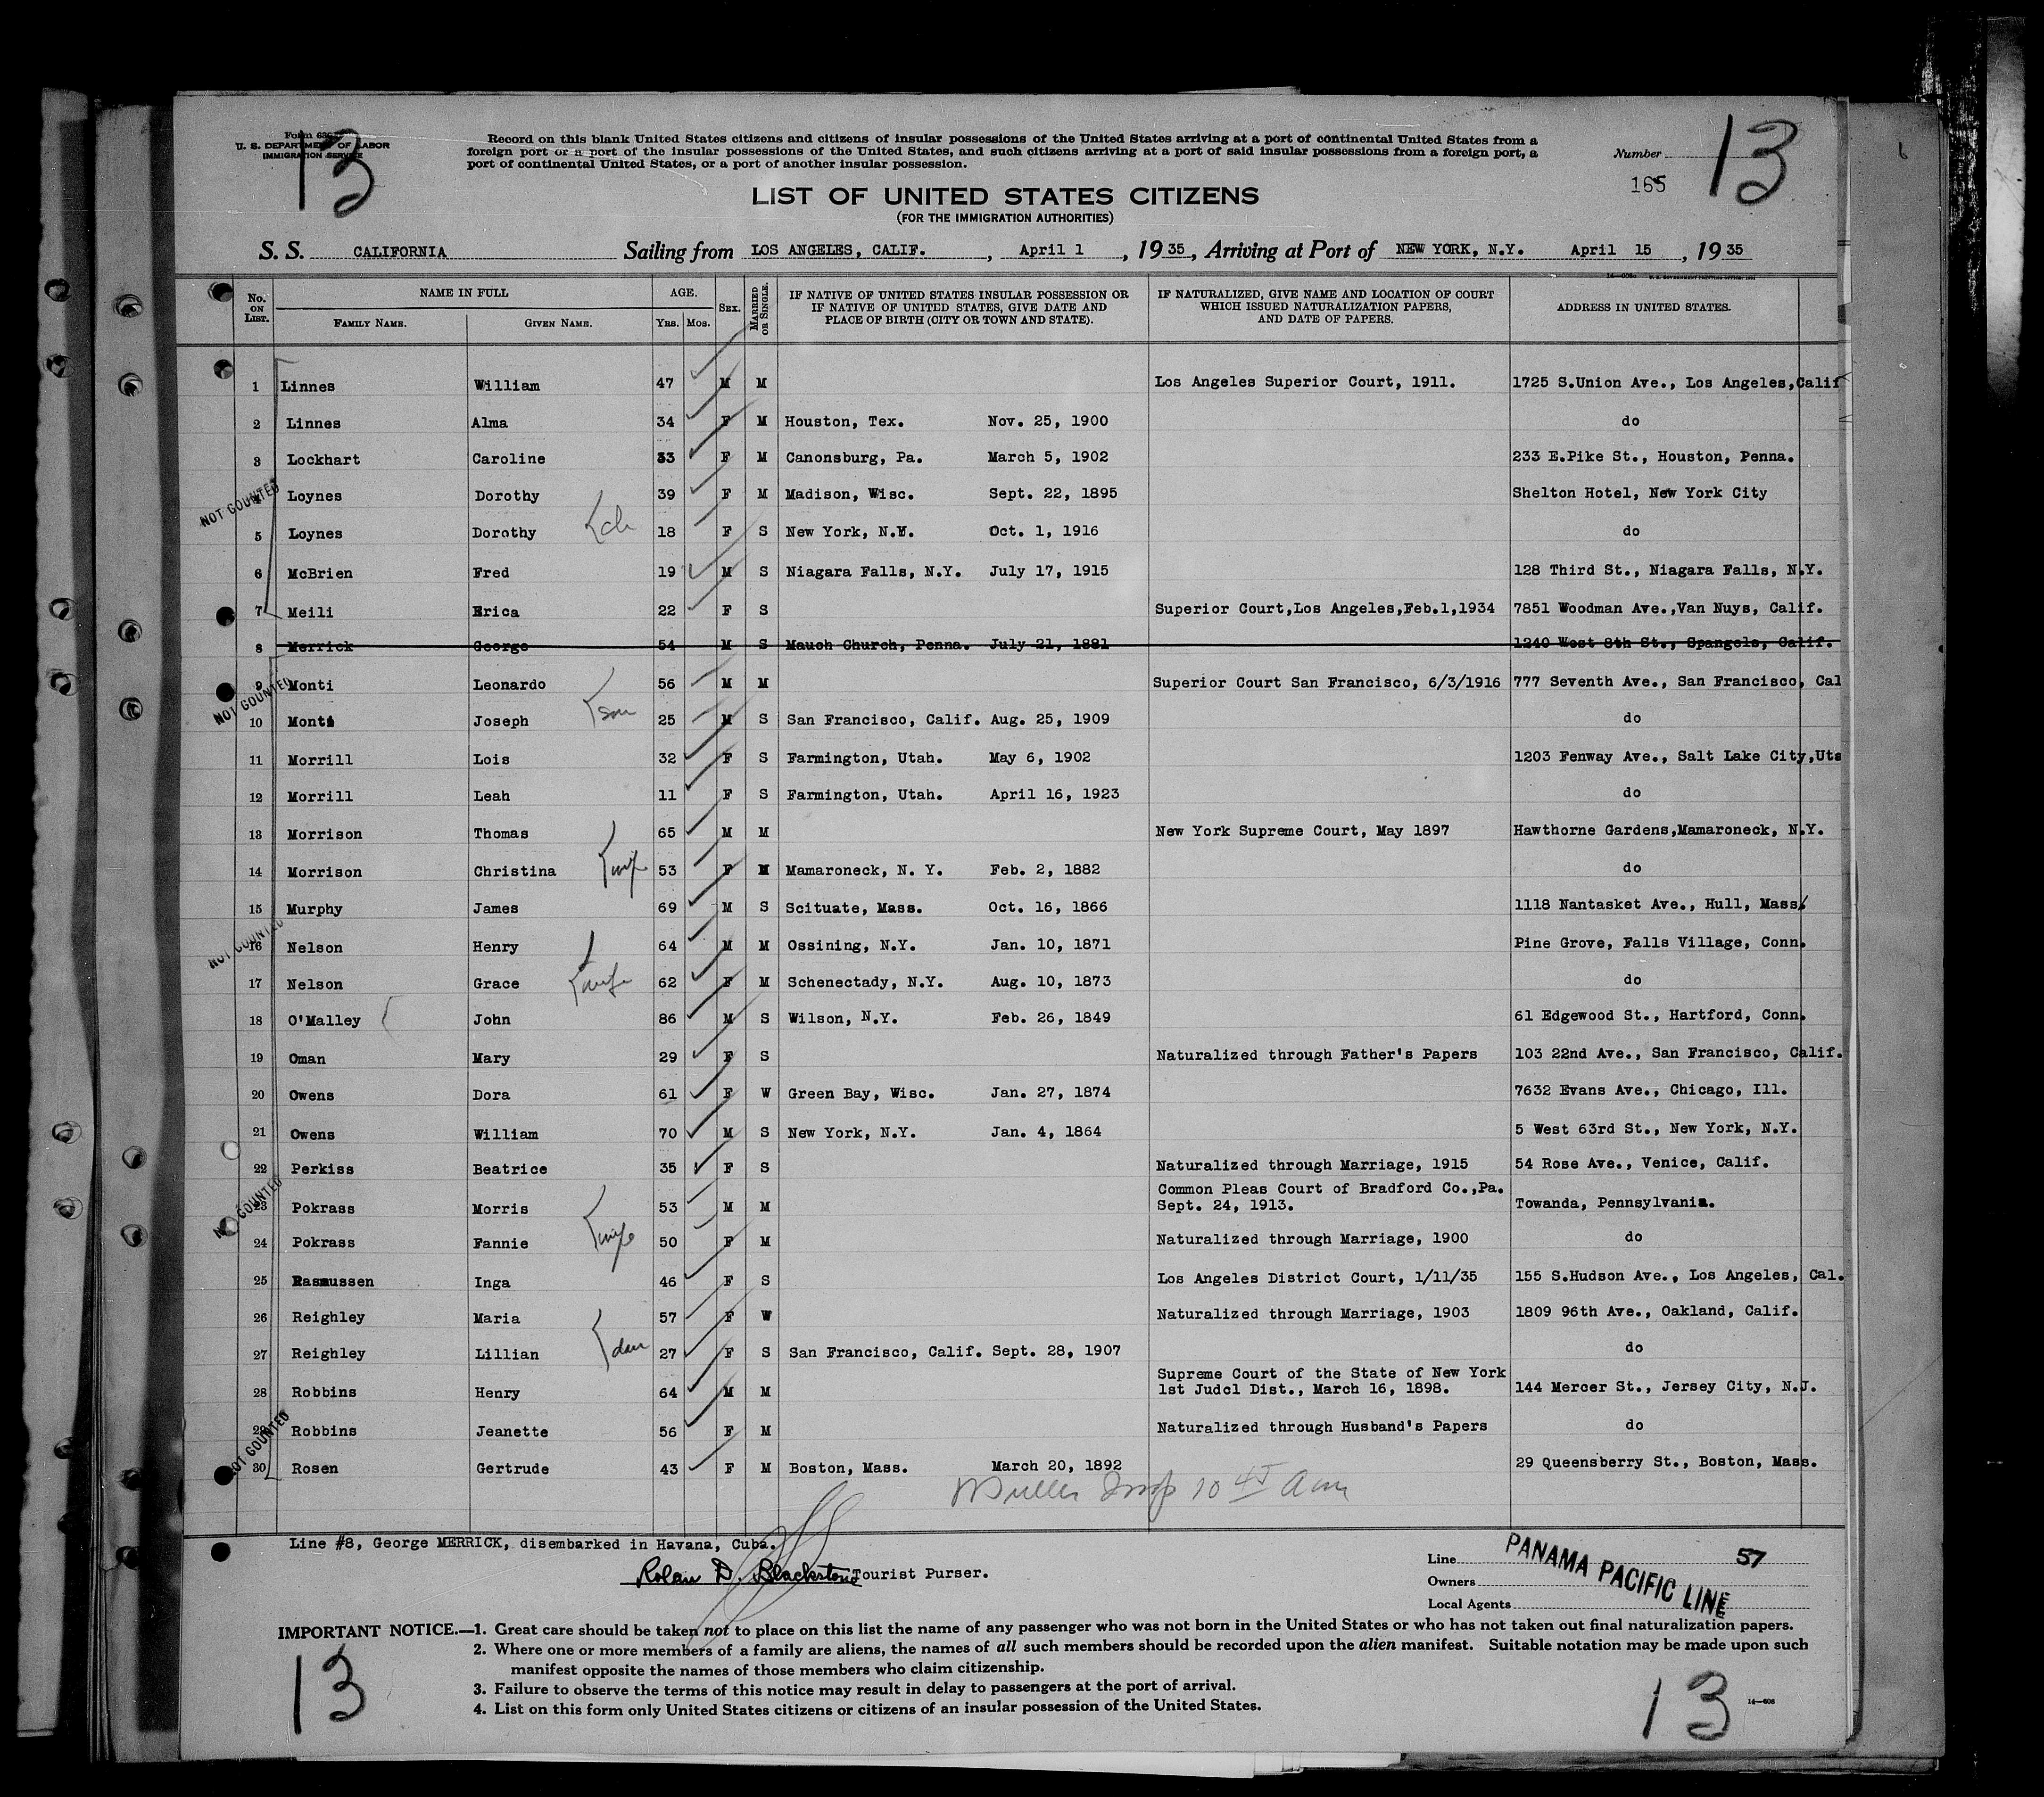 13
Form 630
U. S. DEPARTMENT OF LABOR
IMMIGRATION SERVICE
Record on this blank United States citizens and citizens of insular possessions of the United States arriving at a port of continental United States from a
foreign port or a port of the insular possessions of the United States, and such citizens arriving at a port of said insular possessions from a foreign port, a
port of continental United States, or a port of another insular possession.
Number 13
165
LIST OF UNITED STATES CITIZENS
(FOR THE IMMIGRATION AUTHORITIES)
S. S. CALIFORNIA Sailing from LOS ANGELES, CALIF. , April 1 , 1935, Arriving at Port of NEW YORK, N.Y. April 15 , 1935
No. ON LIST. NAME IN FULL FAMILY NAME. GIVEN NAME. AGE. YRS. MOS. SEX. MARRIED OR SINGLE. IF NATIVE OF UNITED STATES INSULAR POSSESSION OR IF NATIVE OF UNITED STATES, GIVE DATE AND PLACE OF BIRTH (CITY OR TOWN AND STATE). IF NATURALIZED, GIVE NAME AND LOCATION OF COURT WHICH ISSUED NATURALIZATION PAPERS, AND DATE OF PAPERS. ADDRESS IN UNITED STATES.
1 Linnes William 47 M M Los Angeles Superior Court, 1911. 1725 S.Union Ave., Los Angeles,Calif
2 Linnes Alma 34 F M Houston, Tex. Nov. 25, 1900 do
3 Lockhart Caroline 33 F M Canonsburg, Pa. March 5, 1902 233 E.Pike St., Houston, Penna.
NOT COUNTED
4 Loynes Dorothy 39 F M Madison, Wisc. Sept. 22, 1895 Shelton Hotel, New York City
5 Loynes Dorothy ch 18 F S New York, N.Y. Oct. 1, 1916 do
6 McBrien Fred 19 M S Niagara Falls, N.Y. July 17, 1915 128 Third St., Niagara Falls, N.Y.
7 Meili Erica 22 F S Superior Court,Los Angeles,Feb.1,1934 7851 Woodman Ave.,Van Nuys, Calif.
8 Merrick George 54 M S Mauch Church, Penna. July 21, 1881 1240 West 8th St., Spangels, Calif.
NOT COUNTED
9 Monti Leonardo 56 M M Superior Court San Francisco, 6/3/1916 777 Seventh Ave., San Francisco, Cal
10 Monti Joseph son 25 M S San Francisco, Calif. Aug. 25, 1909 do
11 Morrill Lois 32 F S Farmington, Utah. May 6, 1902 1203 Fenway Ave., Salt Lake City,Uta
12 Morrill Leah 11 F S Farmington, Utah. April 16, 1923 do
13 Morrison Thomas 65 M M New York Supreme Court, May 1897 Hawthorne Gardens,Mamaroneck, N.Y.
14 Morrison Christina wife 53 F M Mamaroneck, N. Y. Feb. 2, 1882 do
15 Murphy James 69 M S Scituate, Mass. Oct. 16, 1866 1118 Nantasket Ave., Hull, Mass.
NOT COUNTED
16 Nelson Henry 64 M M Ossining, N.Y. Jan. 10, 1871 Pine Grove, Falls Village, Conn.
17 Nelson Grace wife 62 F M Schenectady, N.Y. Aug. 10, 1873 do
18 O'Malley John 86 M S Wilson, N.Y. Feb. 26, 1849 61 Edgewood St., Hartford, Conn.
19 Oman Mary 29 F S Naturalized through Father's Papers 103 22nd Ave., San Francisco, Calif.
20 Owens Dora 61 F W Green Bay, Wisc. Jan. 27, 1874 7632 Evans Ave., Chicago, Ill.
21 Owens William 70 M S New York, N.Y. Jan. 4, 1864 5 West 63rd St., New York, N.Y.
22 Perkiss Beatrice 35 F S Naturalized through Marriage, 1915 54 Rose Ave., Venice, Calif.
NOT COUNTED
23 Pokrass Morris 53 M M Common Pleas Court of Bradford Co.,Pa. Sept. 24, 1913. Towanda, Pennsylvania.
24 Pokrass Fannie wife 50 F M Naturalized through Marriage, 1900 do
25 Rasmussen Inga 46 F S Los Angeles District Court, 1/11/35 155 S.Hudson Ave., Los Angeles, Cal.
26 Reighley Maria 57 F W Naturalized through Marriage, 1903 1809 96th Ave., Oakland, Calif.
27 Reighley Lillian dau 27 F S San Francisco, Calif. Sept. 28, 1907 do
28 Robbins Henry 64 M M Supreme Court of the State of New York 1st Judcl Dist., March 16, 1898. 144 Mercer St., Jersey City, N.J.
29 Robbins Jeanette 56 F M Naturalized through Husband's Papers do
NOT COUNTED
30 Rosen Gertrude 43 F M Boston, Mass. March 20, 1892 29 Queensberry St., Boston, Mass.
Insp 10 45 am
Line #8, George MERRICK, disembarked in Havana, Cuba.
Rolan D. Blackstone Tourist Purser.
Line 57
Owners
Local Agents
PANAMA PACIFIC LINE
IMPORTANT NOTICE.—1. Great care should be taken not to place on this list the name of any passenger who was not born in the United States or who has not taken out final naturalization papers.
2. Where one or more members of a family are aliens, the names of all such members should be recorded upon the alien manifest. Suitable notation may be made upon such
manifest opposite the names of those members who claim citizenship.
3. Failure to observe the terms of this notice may result in delay to passengers at the port of arrival.
4. List on this form only United States citizens or citizens of an insular possession of the United States.
13
13
14—608